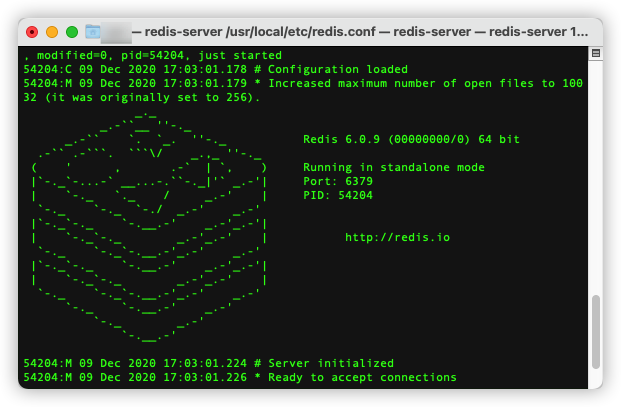 — redis-server /usr/local/etc/redis.conf — redis-server — redis-server 1...
, modified=0, pid=54204, just started
54204:C 09 Dec 2020 17:03:01.178 # Configuration loaded
54204:M 09 Dec 2020 17:03:01.179 * Increased maximum number of open files to 100
32 (it was originally set to 256).
Redis 6.0.9 (00000000/0) 64 bit
Running in standalone mode
Port: 6379
PID: 54204
http://redis.io
54204:M 09 Dec 2020 17:03:01.224 # Server initialized
54204:M 09 Dec 2020 17:03:01.226 * Ready to accept connections